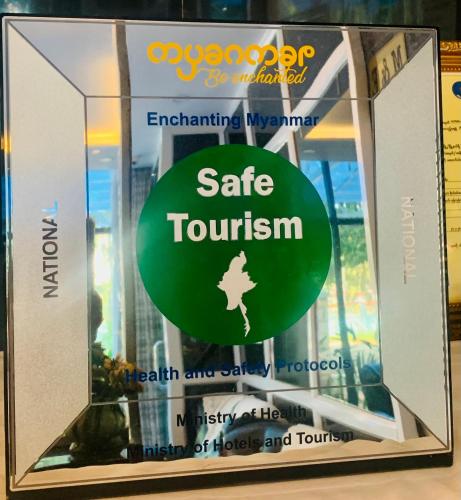 myanmar
Be enchanted
Enchanting Myanmar
Safe
Tourism
NATIONAL
NATIONAL
Health and Safety Protocols
Ministry of Health
Ministry of Hotels and Tourism